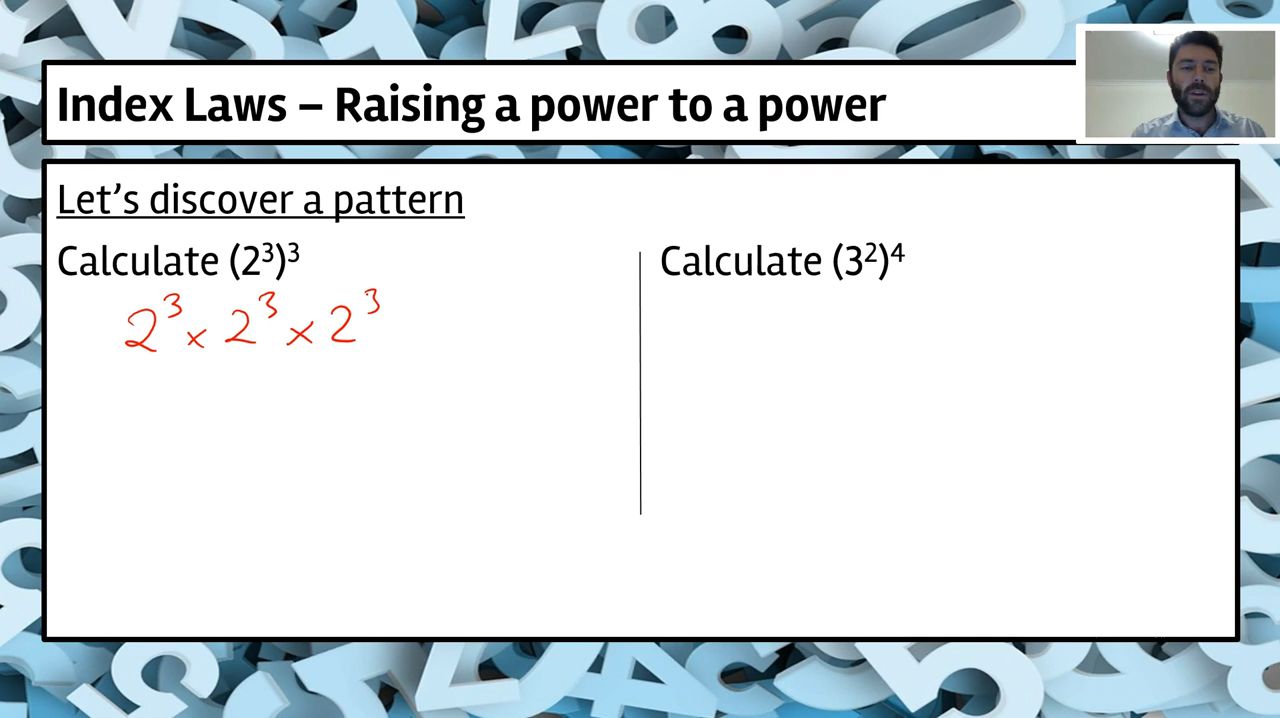 Index Laws – Raising a power to a power
Let's discover a pattern
Calculate (2³)³
2³ × 2³ × 2³
Calculate (3²)⁴